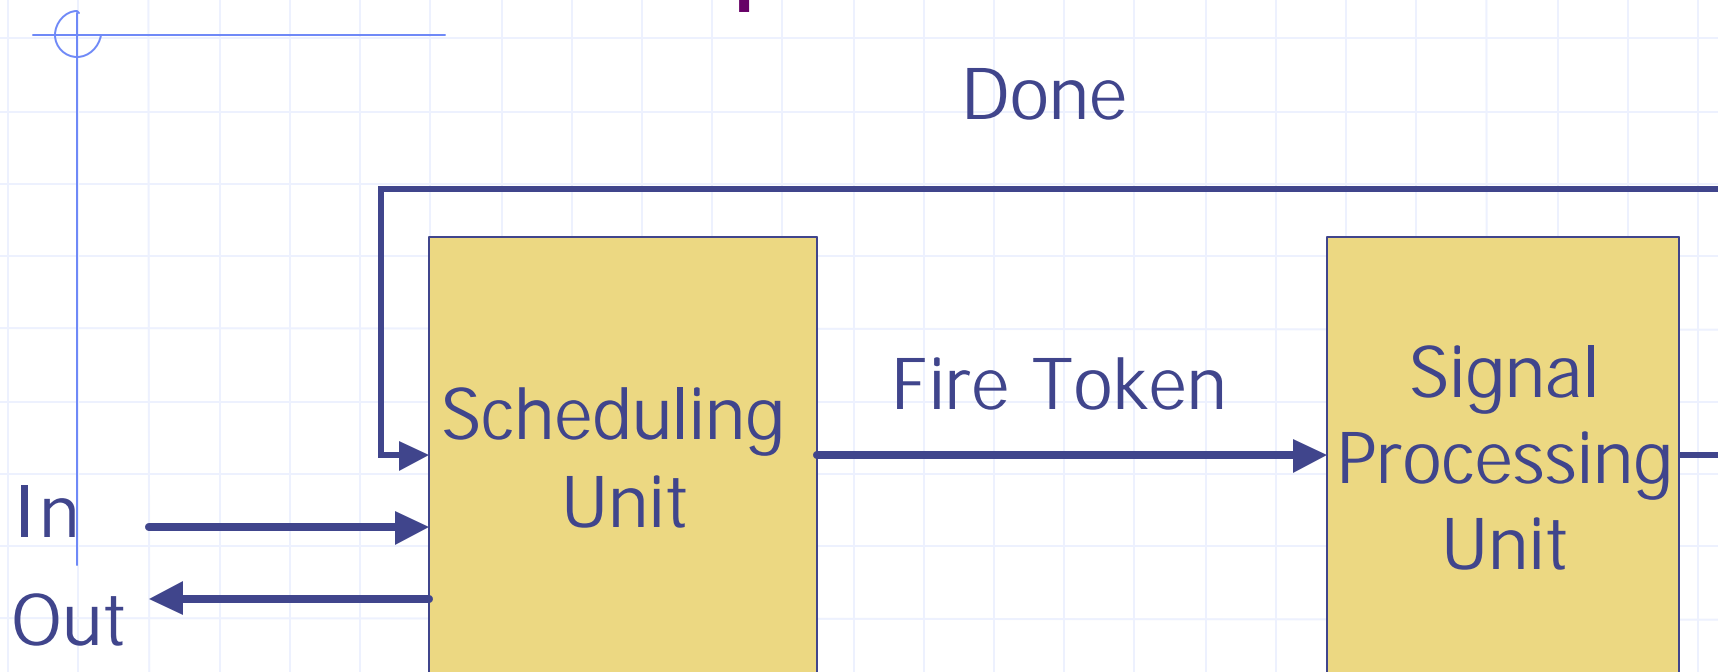 Done
Fire Token
Scheduling
Unit
Signal
Processing
Unit
In
Out